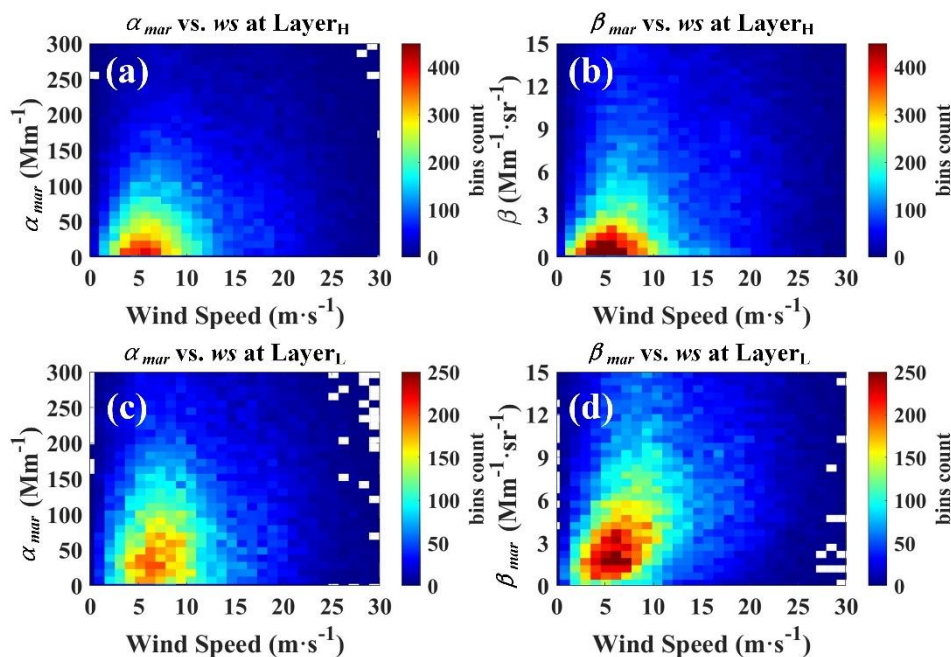 α mar vs. ws at LayerH
β mar vs. ws at LayerH
300
250
200
150
100
50
0
α mar (Mm-1)
(a)
0 5 10 15 20 25 30
Wind Speed (m·s-1)
400
300
200
100
0
bins count
15
12
9
6
3
0
β (Mm-1·sr-1)
(b)
0 5 10 15 20 25 30
Wind Speed (m·s-1)
400
300
200
100
0
bins count
α mar vs. ws at LayerL
β mar vs. ws at LayerL
300
250
200
150
100
50
0
α mar (Mm-1)
(c)
0 5 10 15 20 25 30
Wind Speed (m·s-1)
250
200
150
100
50
0
bins count
15
12
9
6
3
0
β mar (Mm-1·sr-1)
(d)
0 5 10 15 20 25 30
Wind Speed (m·s-1)
250
200
150
100
50
0
bins count